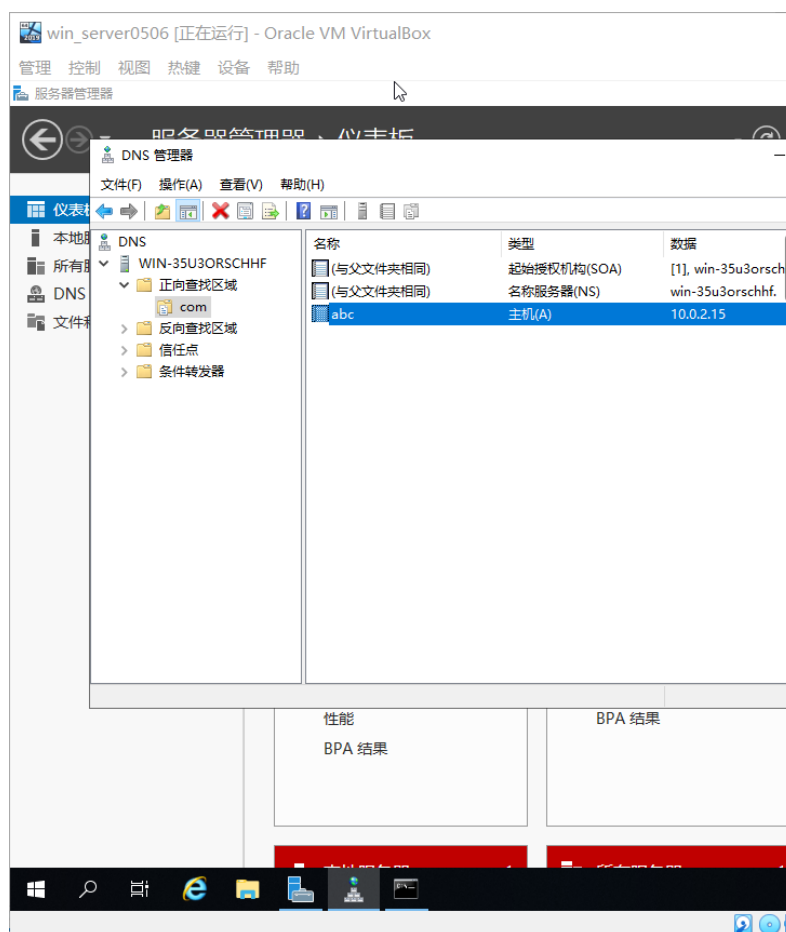 win_server0506 [正在运行] - Oracle VM VirtualBox
管理 控制 视图 热键 设备 帮助
服务器管理器
服务器管理器 · 仪表板
DNS 管理器
文件(F) 操作(A) 查看(V) 帮助(H)
仪表
本地
所有
DNS
文件
DNS
WIN-35U3ORSCHHF
正向查找区域
com
反向查找区域
信任点
条件转发器
名称 类型 数据
(与父文件夹相同) 起始授权机构(SOA) [1], win-35u3orsch
(与父文件夹相同) 名称服务器(NS) win-35u3orschhf.
abc 主机(A) 10.0.2.15
性能
BPA 结果
BPA 结果